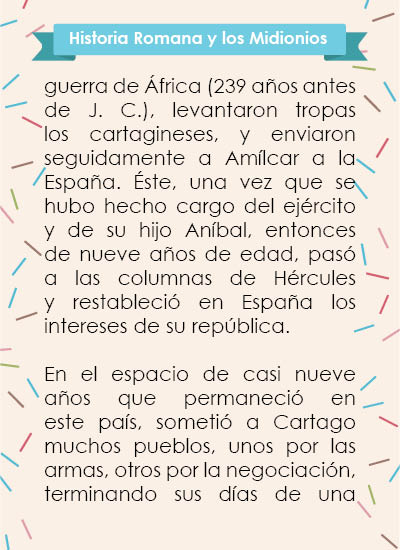 Historia Romana y los Midionios
guerra de África (239 años antes
de J. C.), levantaron tropas
los cartagineses, y enviaron
seguidamente a Amílcar a la
España. Éste, una vez que se
hubo hecho cargo del ejército
y de su hijo Aníbal, entonces
de nueve años de edad, pasó
a las columnas de Hércules
y restableció en España los
intereses de su república.
En el espacio de casi nueve
años que permaneció en
este país, sometió a Cartago
muchos pueblos, unos por las
armas, otros por la negociación,
terminando sus días de una